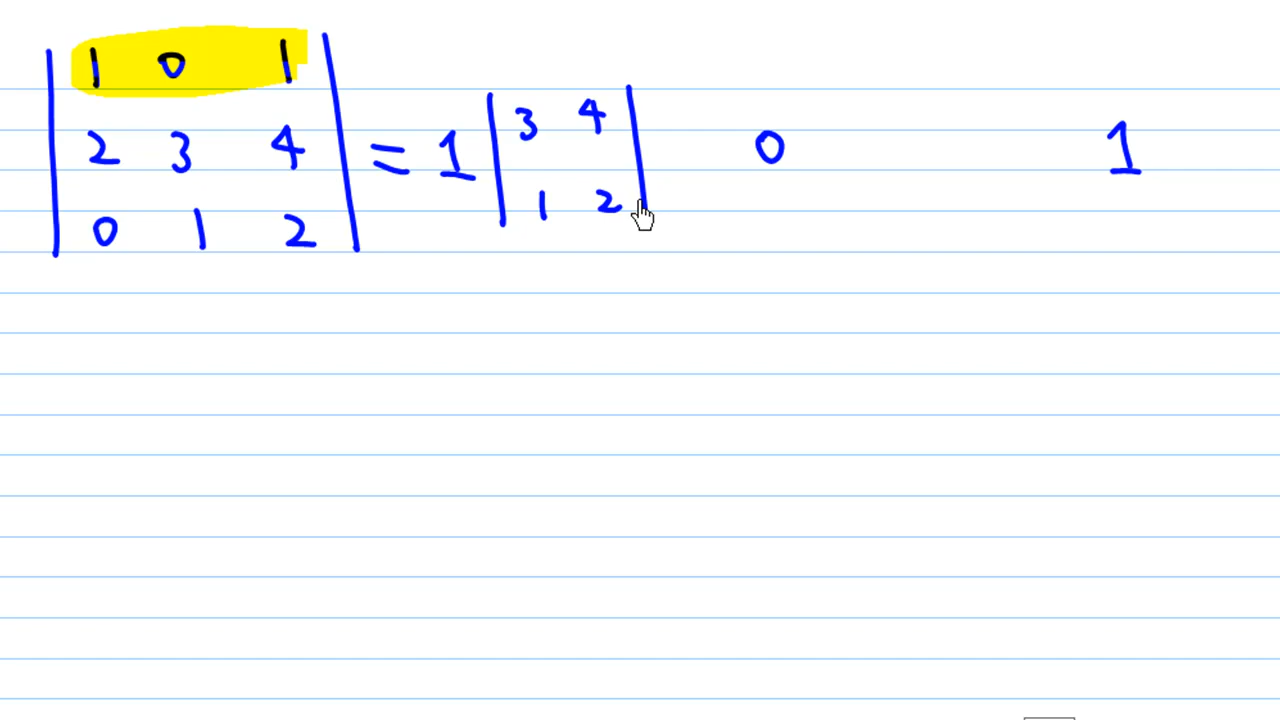 | 1 0 1 |
| 2 3 4 | = 1 | 3 4 | 0 1
| 0 1 2 | | 1 2 |